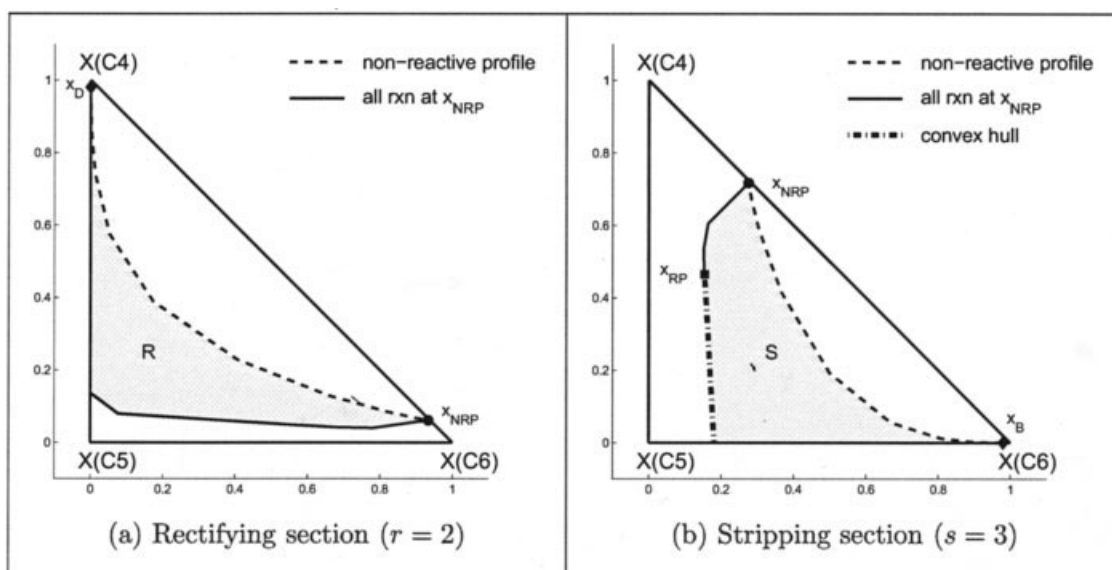 X(C4)
non-reactive profile
x_D
all rxn at x_NRP
1
0.8
0.6
0.4
R
0.2
x_NRP
0
X(C5)
X(C6)
0 0.2 0.4 0.6 0.8 1
(a) Rectifying section (r = 2)
X(C4)
non-reactive profile
all rxn at x_NRP
1
convex hull
0.8
x_NRP
0.6
x_RP
0.4
S
0.2
x_B
0
X(C5)
X(C6)
0 0.2 0.4 0.6 0.8 1
(b) Stripping section (s = 3)